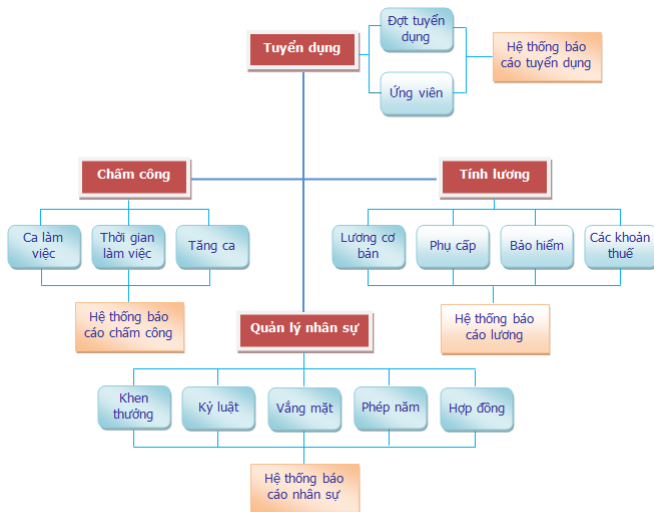 Tuyển dụng
Đợt tuyển
dụng
Ứng viên
Hệ thống báo
cáo tuyển dụng
Chấm công
Ca làm
việc
Thời gian
làm việc
Tăng ca
Hệ thống báo
cáo chấm công
Tính lương
Lương cơ
bản
Phụ cấp
Bảo hiểm
Các khoản
thuế
Hệ thống báo
cáo lương
Quản lý nhân sự
Khen
thưởng
Kỷ luật
Vắng mặt
Phép năm
Hợp đồng
Hệ thống báo
cáo nhân sự